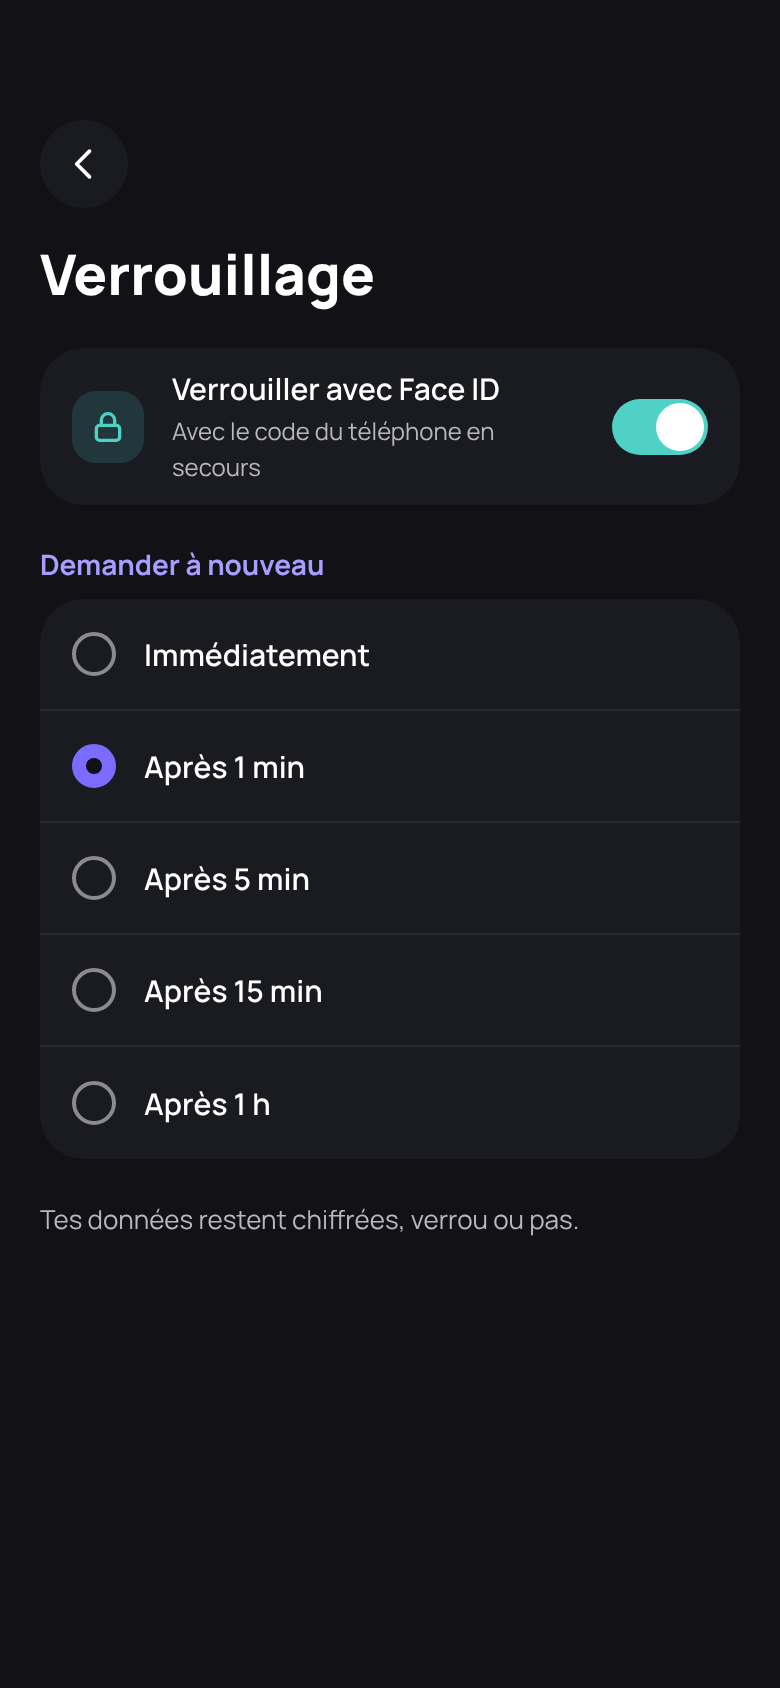 Verrouillage
Verrouiller avec Face ID
Avec le code du téléphone en
secours
Demander à nouveau
Immédiatement
Après 1 min
Après 5 min
Après 15 min
Après 1 h
Tes données restent chiffrées, verrou ou pas.